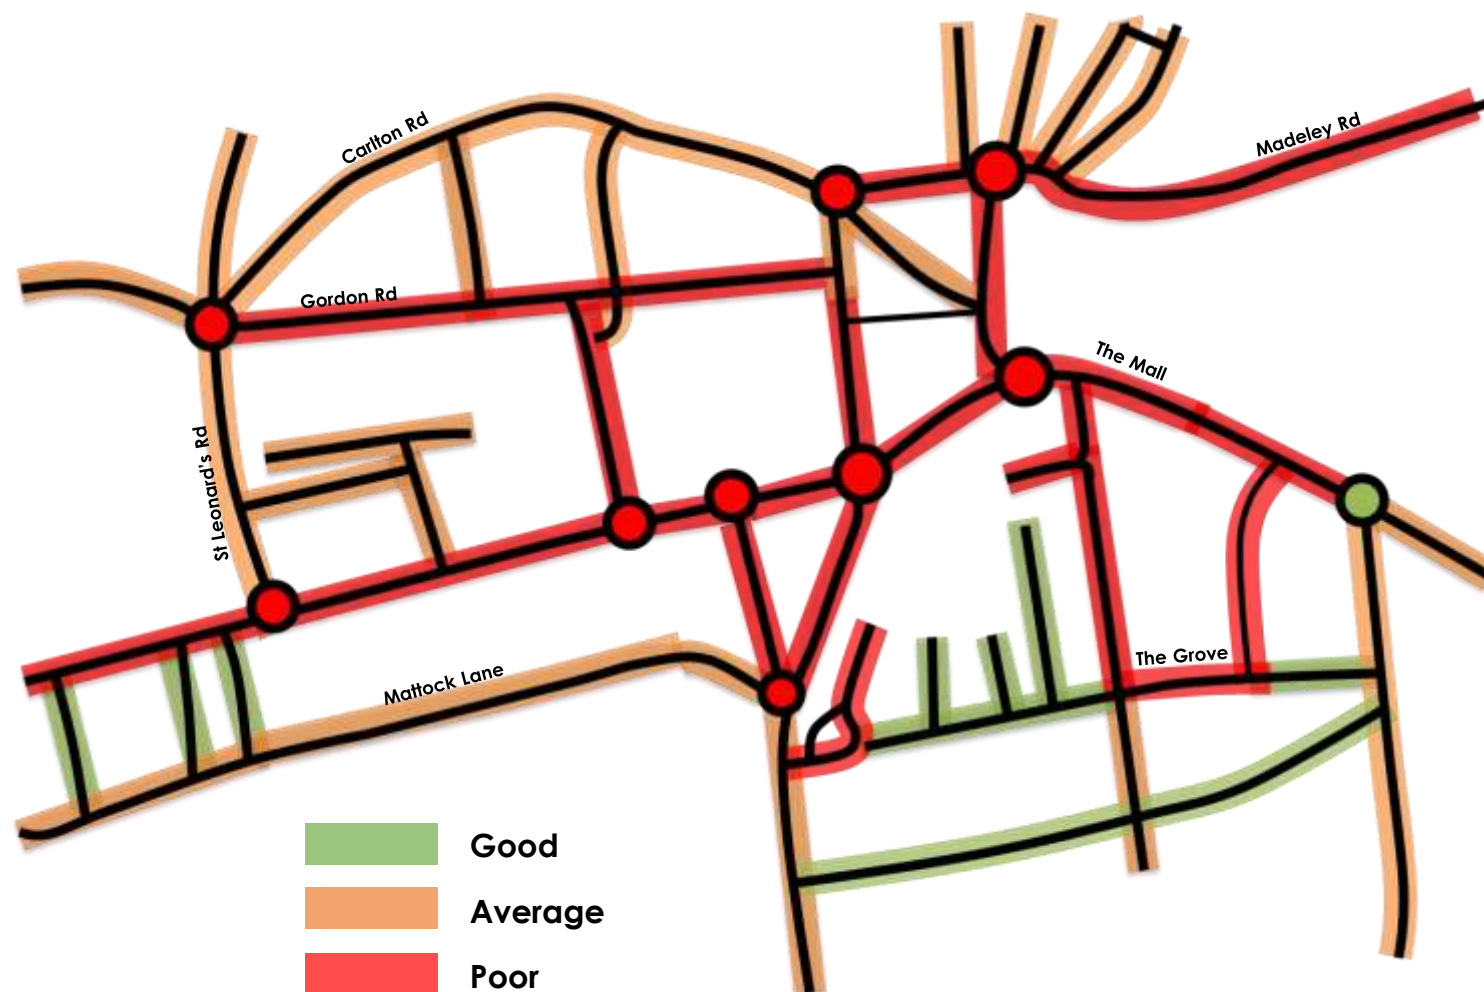 Carlton Rd
Madeley Rd
Gordon Rd
The Mall
St Leonard's Rd
The Grove
Mattock Lane
Good
Average
Poor